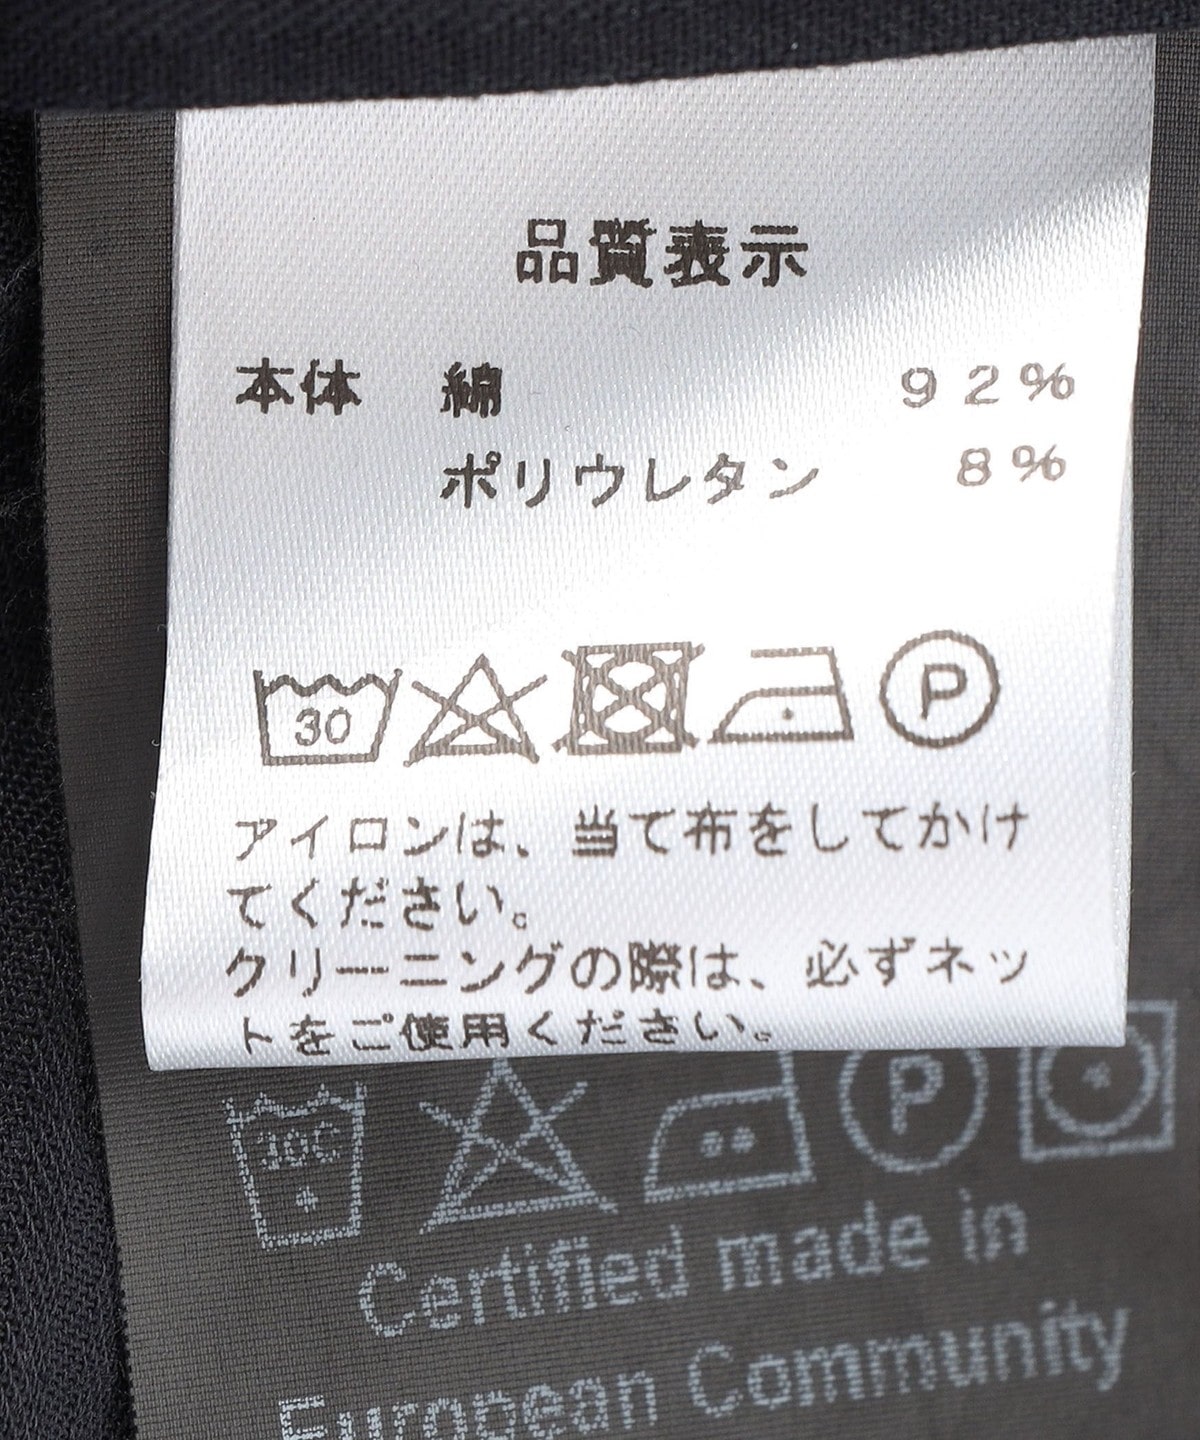 品質表示
本体 綿 92%
ポリウレタン 8%
30 P
アイロンは、当て布をしてかけ
てください。
クリーニングの際は、必ずネッ
トをご使用ください。
P
Certified made in
European Community